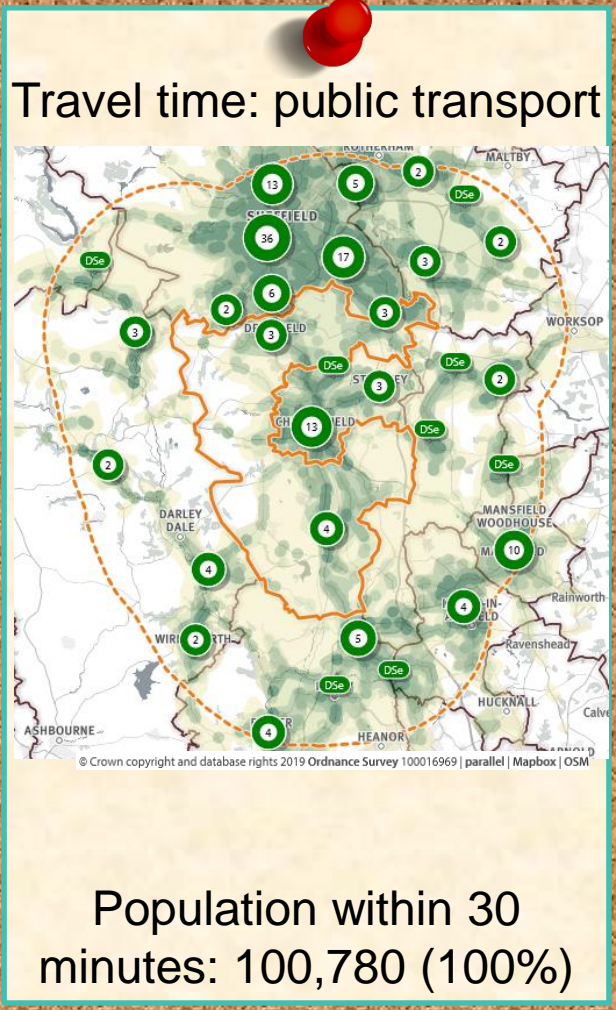 Travel time: public transport
ROTHERHAM
MALTBY
13
5
2
DSe
SHEFFIELD
36
2
17
DSe
3
6
2
3
WORKSOP
3
3
DSe
DSe
3
2
13
DSe
2
DSe
DARLEY
DALE
4
MANSFIELD
WOODHOUSE
10
4
4
Rainworth
2
5
Ravenshead
DSe
DSe
HUCKNALL
4
HEANOR
ASHBOURNE
© Crown copyright and database rights 2019 Ordnance Survey 100016969 | parallel | Mapbox | OSM
Population within 30
minutes: 100,780 (100%)